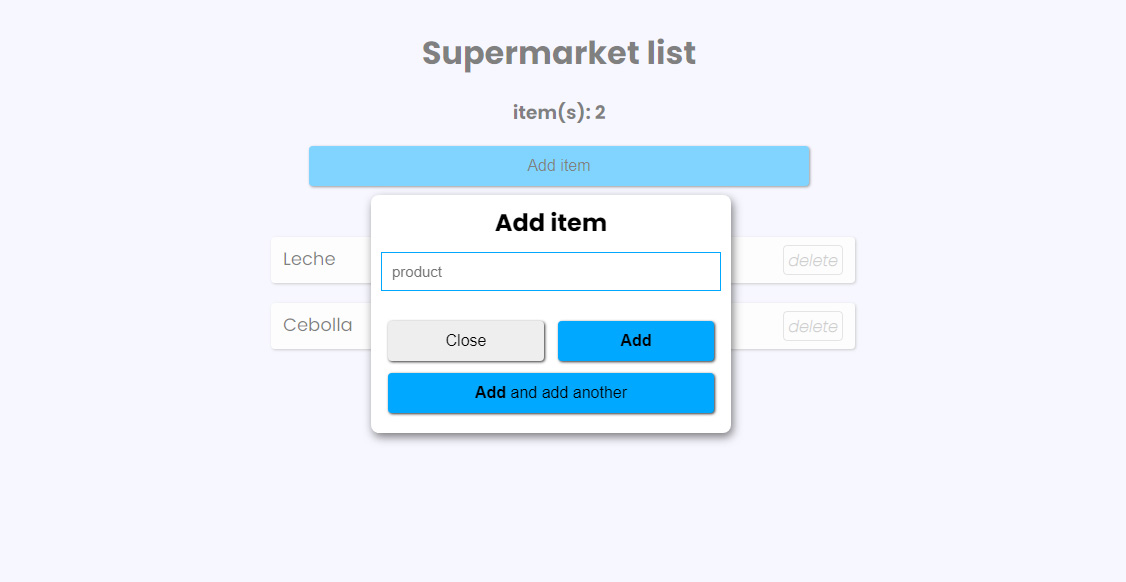 Supermarket list
item(s): 2
Add item
Add item
Leche
delete
product
Cebolla
delete
Close
Add
Add and add another